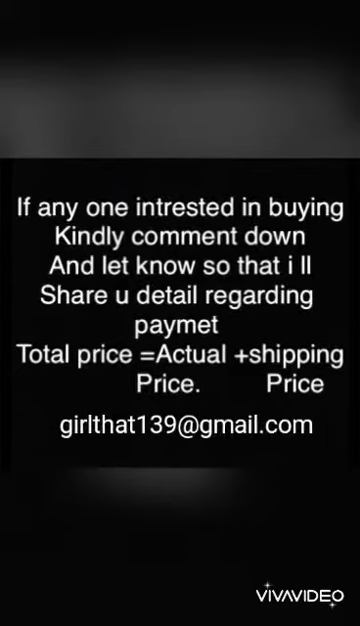 If any one intrested in buying
Kindly comment down
And let know so that i ll
Share u detail regarding
paymet
Total price =Actual +shipping
Price. Price
girlthat139@gmail.com
VIVAVIDEO